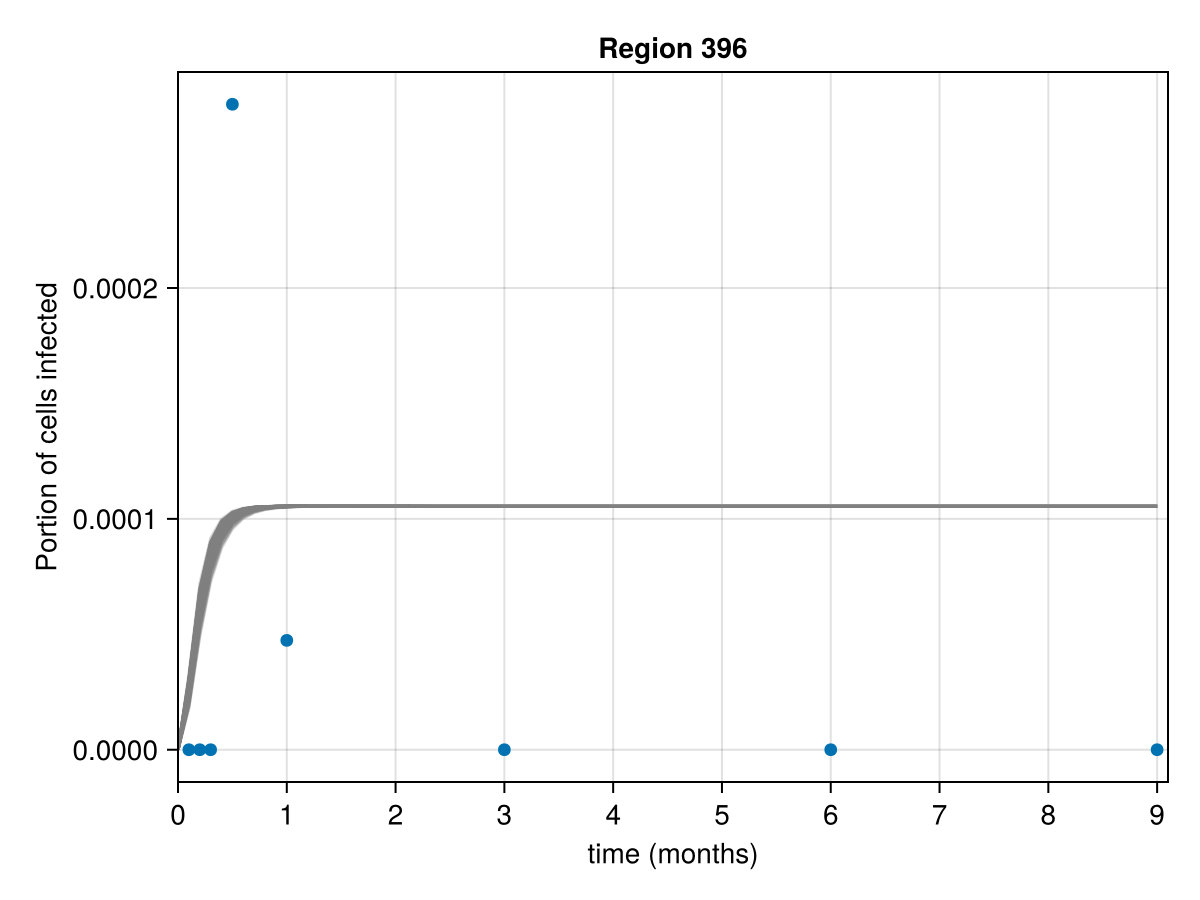 Region 396
Portion of cells infected
0.0002
0.0001
0.0000
0 1 2 3 4 5 6 7 8 9
time (months)